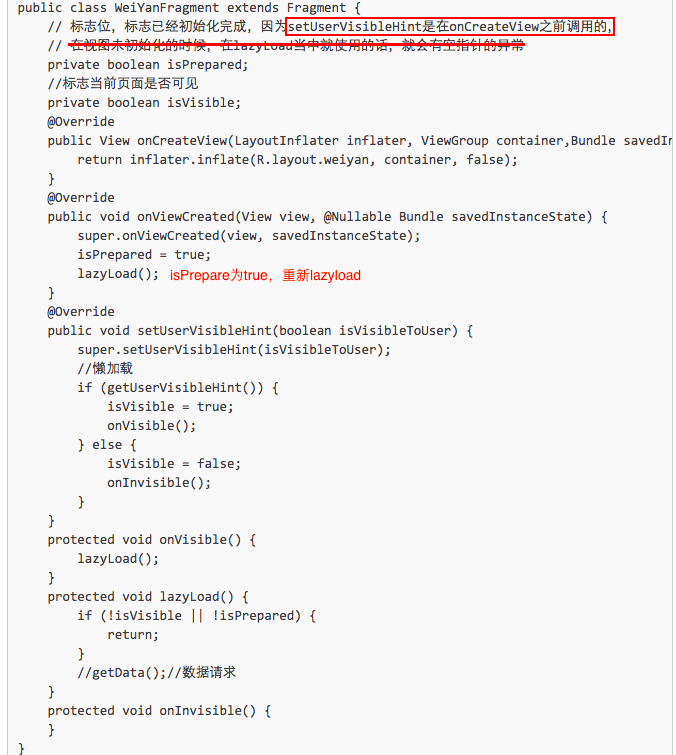 public class WeiYanFragment extends Fragment {
// 标志位，标志已经初始化完成，因为setUserVisibleHint是在onCreateView之前调用的，
// 在视图未初始化的时候，在lazyLoad当中就使用的话，就会有空指针的异常
private boolean isPrepared;
//标志当前页面是否可见
private boolean isVisible;
@Override
public View onCreateView(LayoutInflater inflater, ViewGroup container,Bundle savedIn
return inflater.inflate(R.layout.weiyan, container, false);
}
@Override
public void onViewCreated(View view, @Nullable Bundle savedInstanceState) {
super.onViewCreated(view, savedInstanceState);
isPrepared = true;
lazyLoad(); isPrepare为true，重新lazyload
}
@Override
public void setUserVisibleHint(boolean isVisibleToUser) {
super.setUserVisibleHint(isVisibleToUser);
//懒加载
if (getUserVisibleHint()) {
isVisible = true;
onVisible();
} else {
isVisible = false;
onInvisible();
}
}
protected void onVisible() {
lazyLoad();
}
protected void lazyLoad() {
if (!isVisible || !isPrepared) {
return;
}
//getData();//数据请求
}
protected void onInvisible() {
}
}